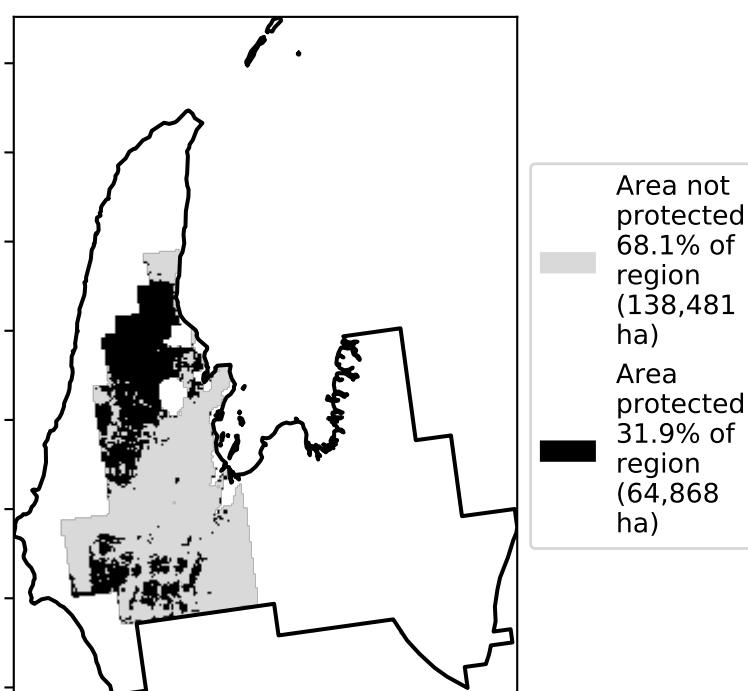 Area not
protected
68.1% of
region
(138,481
ha)
Area
protected
31.9% of
region
(64,868
ha)